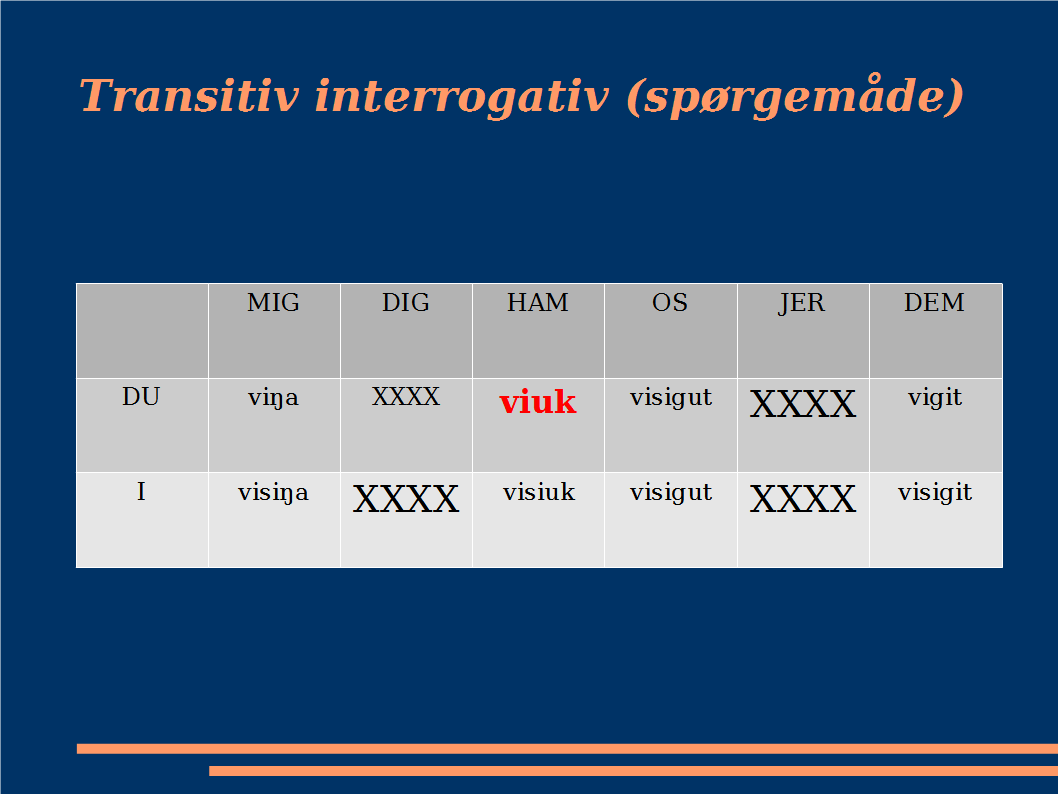 Transitiv interrogativ (spørgemåde)
MIG DIG HAM OS JER DEM
DU viŋa XXXX viuk visigut XXXX vigit
I visiŋa XXXX visiuk visigut XXXX visigit